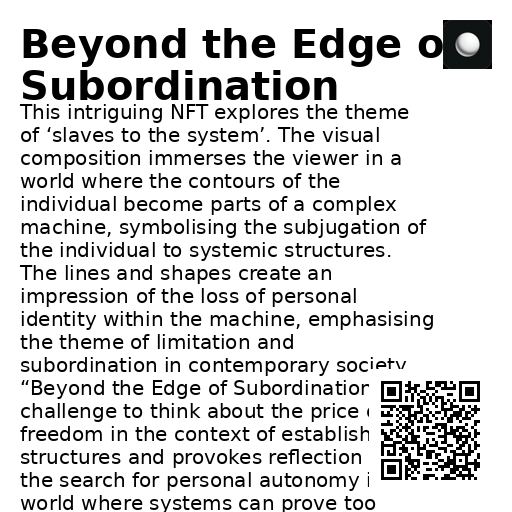 Beyond the Edge o
Subordination
This intriguing NFT explores the theme
of ‘slaves to the system’. The visual
composition immerses the viewer in a
world where the contours of the
individual become parts of a complex
machine, symbolising the subjugation of
the individual to systemic structures.
The lines and shapes create an
impression of the loss of personal
identity within the machine, emphasising
the theme of limitation and
subordination in contemporary society
“Beyond the Edge of Subordination
challenge to think about the price
freedom in the context of establish
structures and provokes reflection
the search for personal autonomy
world where systems can prove too